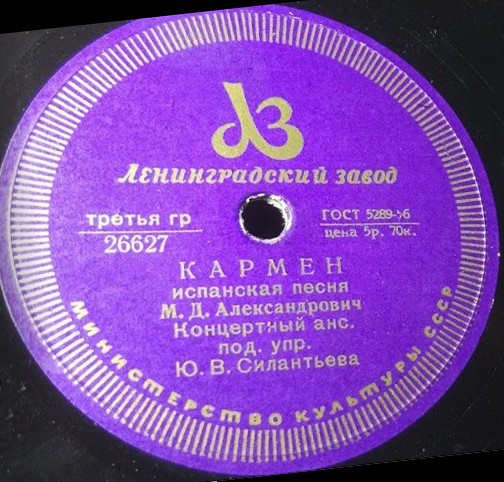 ЛЗ
Ленинградский завод
третья гр
26627
ГОСТ 5289-56
цена 5р. 70к.
КАРМЕН
испанская песня
М. Д. Александрович
Концертный анс.
под. упр.
Ю. В. Силантьева
МИНИСТЕРСТВО КУЛЬТУРЫ СССР